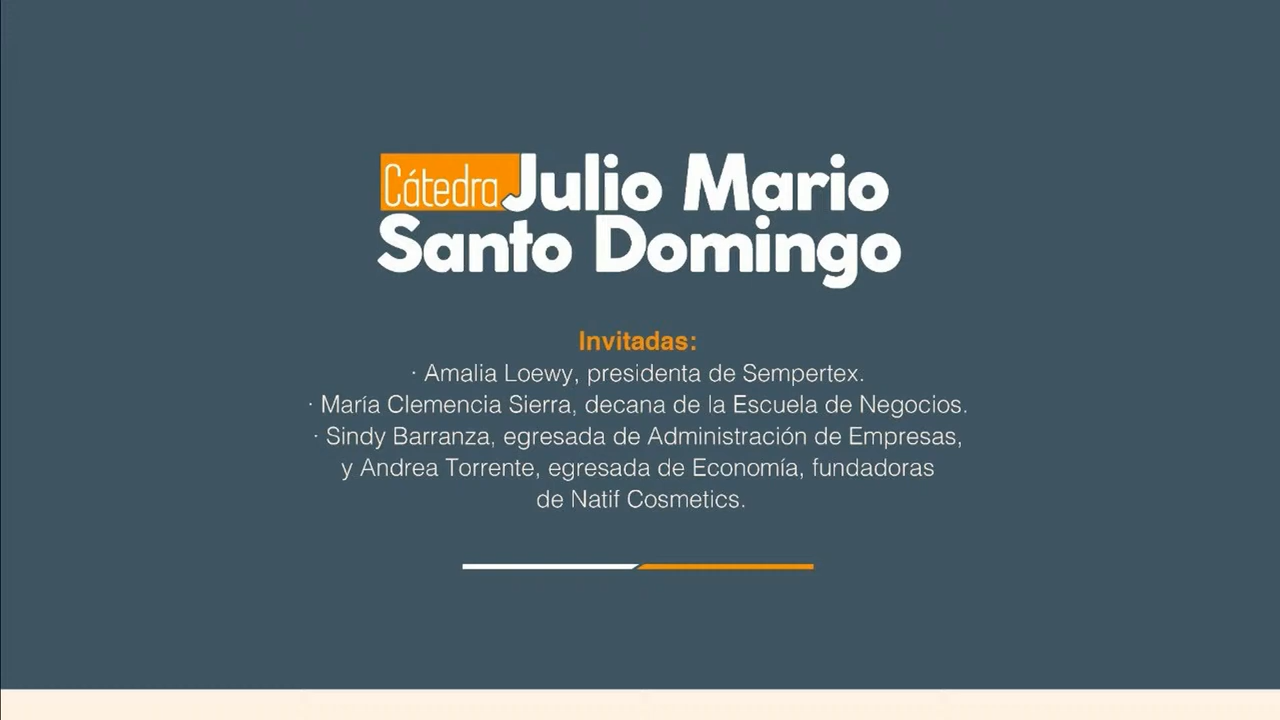 Cátedra Julio Mario
Santo Domingo
Invitadas:
· Amalia Loewy, presidenta de Sempertex.
· María Clemencia Sierra, decana de la Escuela de Negocios.
· Sindy Barranza, egresada de Administración de Empresas,
y Andrea Torrente, egresada de Economía, fundadoras
de Natif Cosmetics.